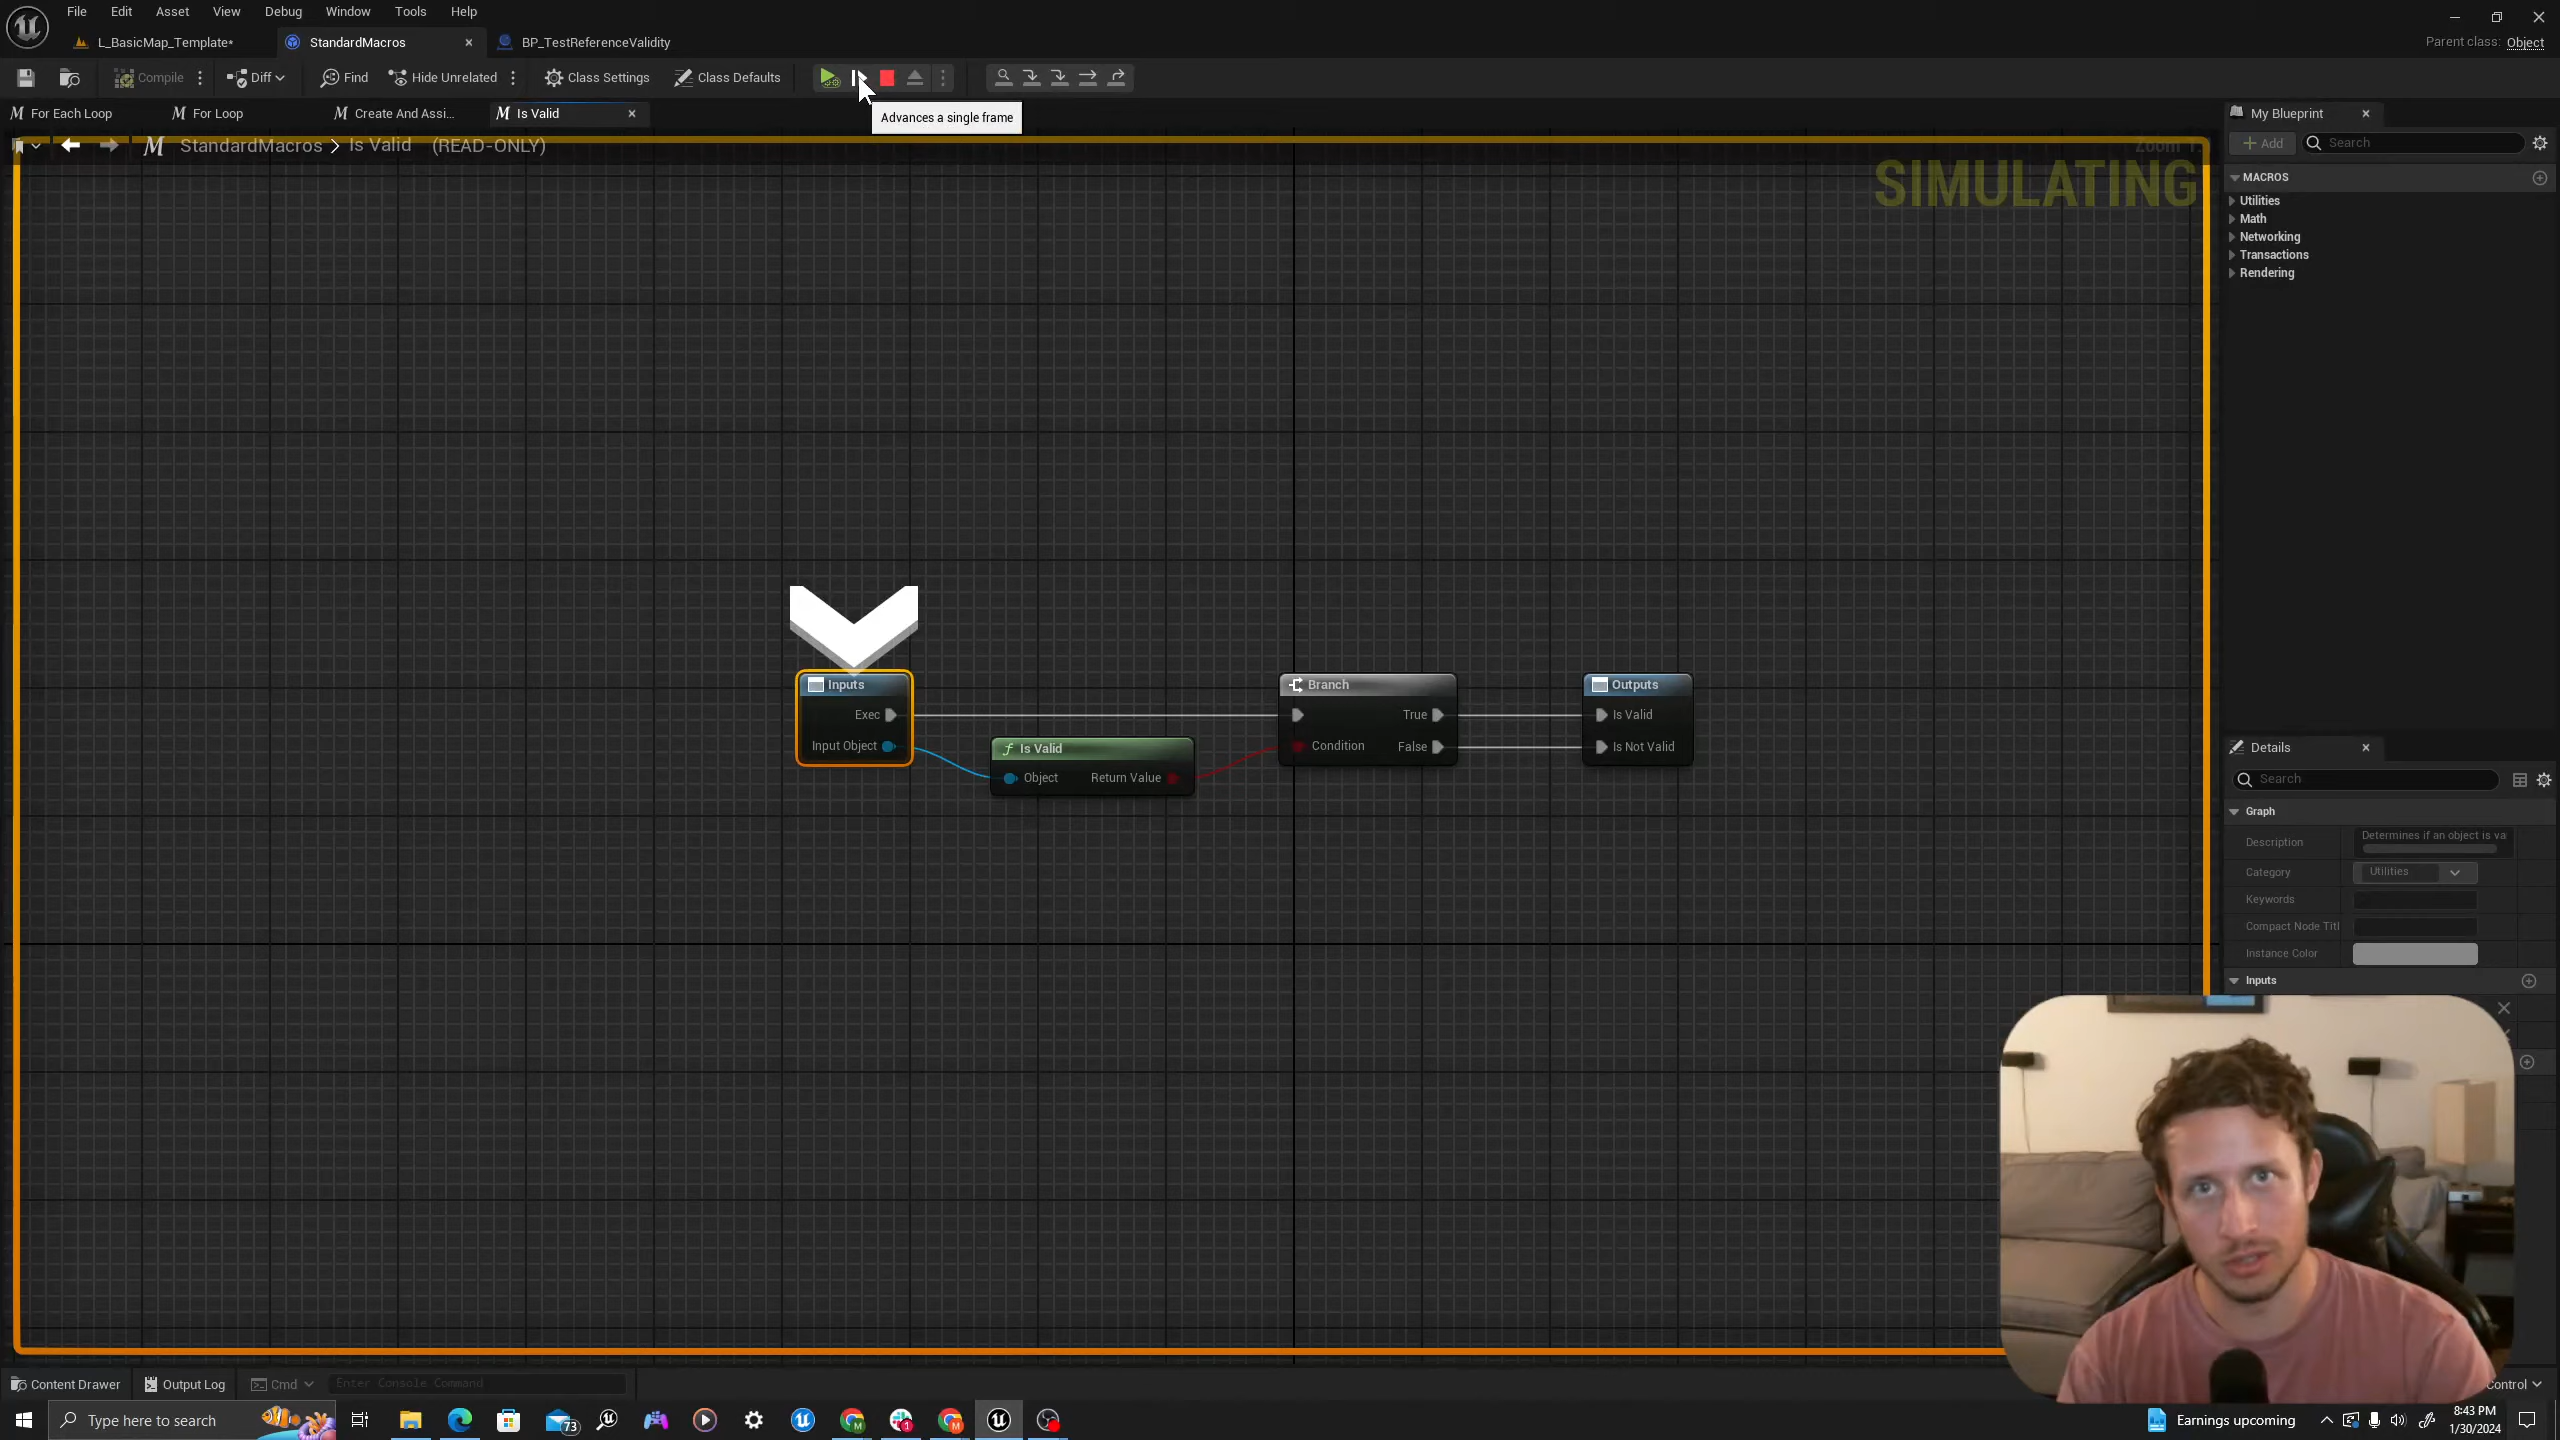 File Edit Asset View Debug Window Tools Help
L_BasicMap_Template* StandardMacros BP_TestReferenceValidity Parent class: Object
Compile Diff Find Hide Unrelated Class Settings Class Defaults
For Each Loop For Loop Create And Assi... Is Valid
Advances a single frame
StandardMacros > Is Valid (READ-ONLY)
SIMULATING
My Blueprint
Add Search
MACROS
Utilities
Math
Networking
Transactions
Rendering
Inputs
Exec
Input Object
Is Valid
Object Return Value
Branch
True
Condition False
Outputs
Is Valid
Is Not Valid
Details
Search
Graph
Description Determines if an object is va
Category Utilities
Keywords
Compact Node Titl
Instance Color
Inputs
Content Drawer Output Log Cmd Enter Console Command
Control
Type here to search
73
1
Earnings upcoming
8:43 PM
1/30/2024